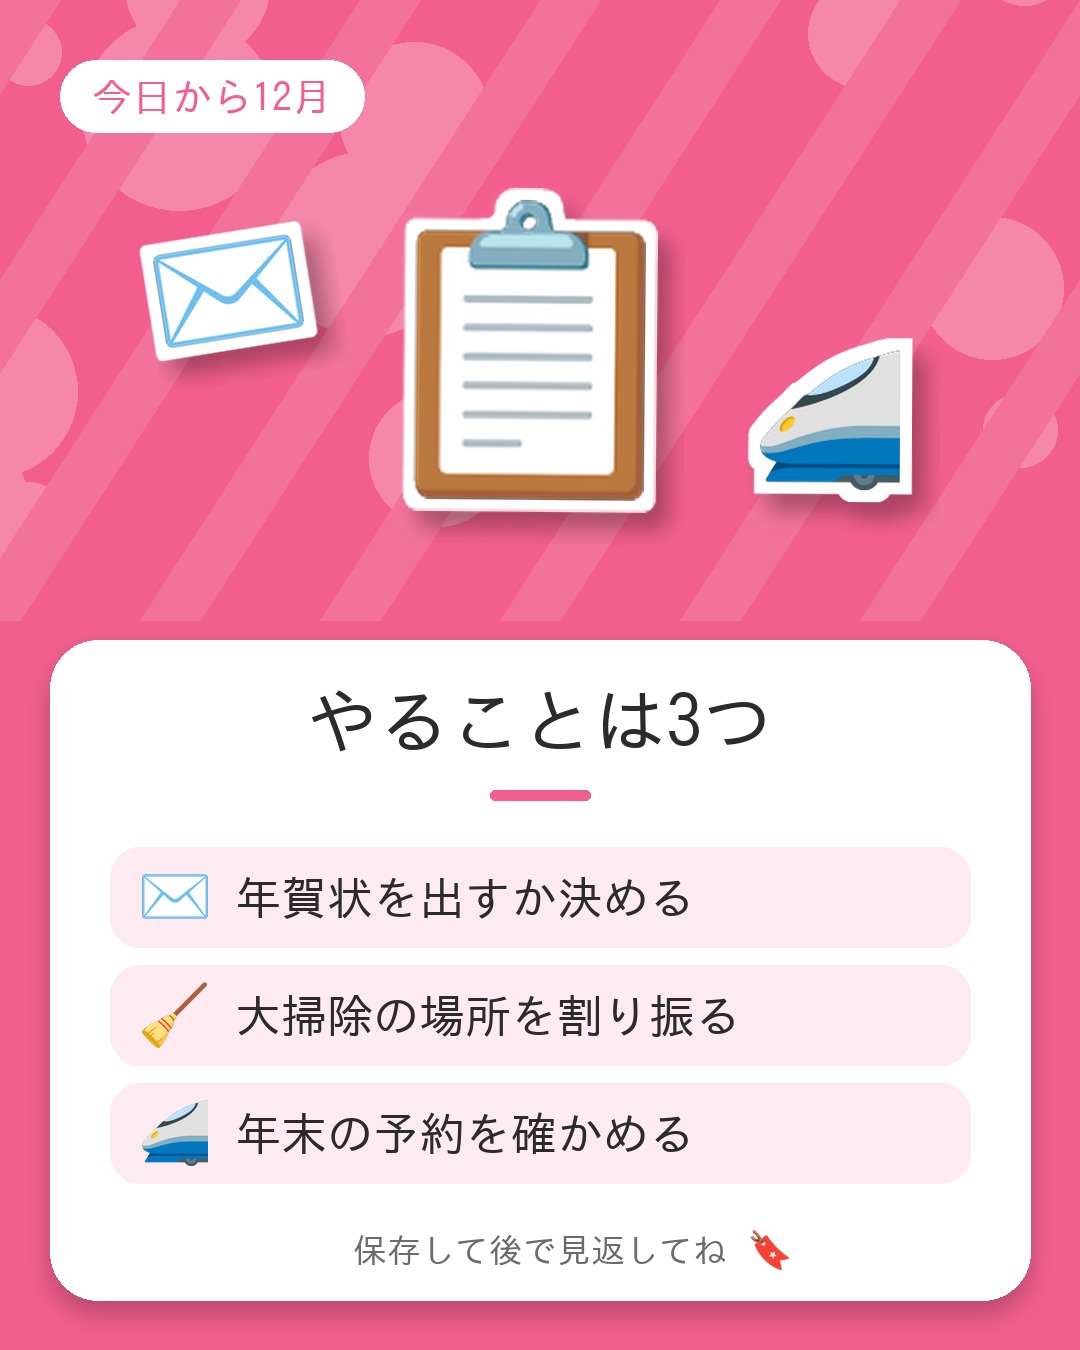 今日から12月
やることは3つ
年賀状を出すか決める
大掃除の場所を割り振る
年末の予約を確かめる
保存して後で見返してね